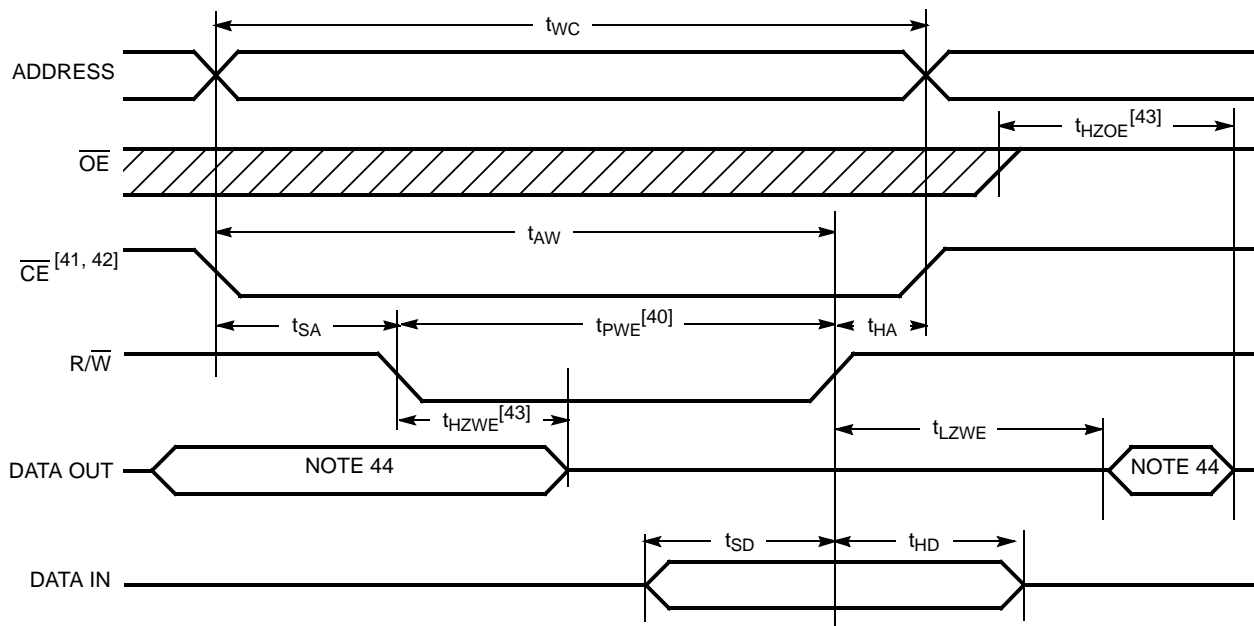 tWC
ADDRESS
tHZOE[43]
OE
tAW
CE[41, 42]
tSA
tPWE[40]
tHA
R/W
tHZWE[43]
tLZWE
DATA OUT
NOTE 44
NOTE 44
tSD
tHD
DATA IN